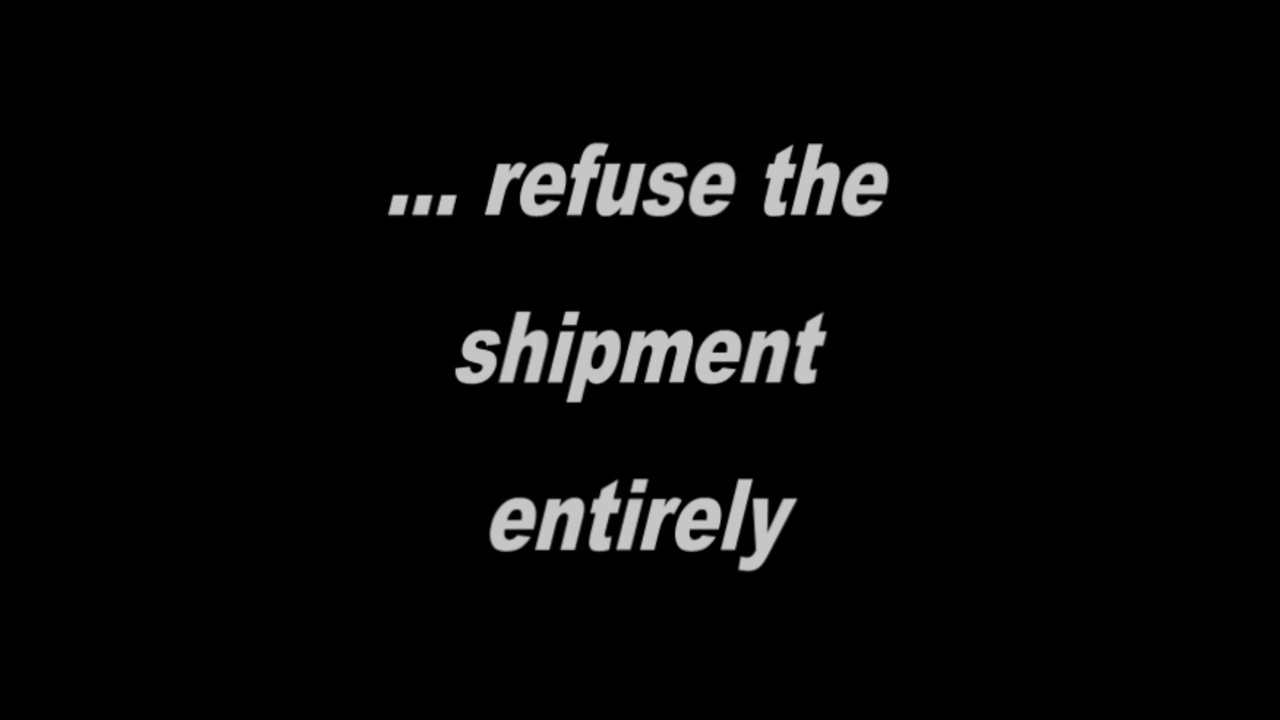 ... refuse the
shipment
entirely